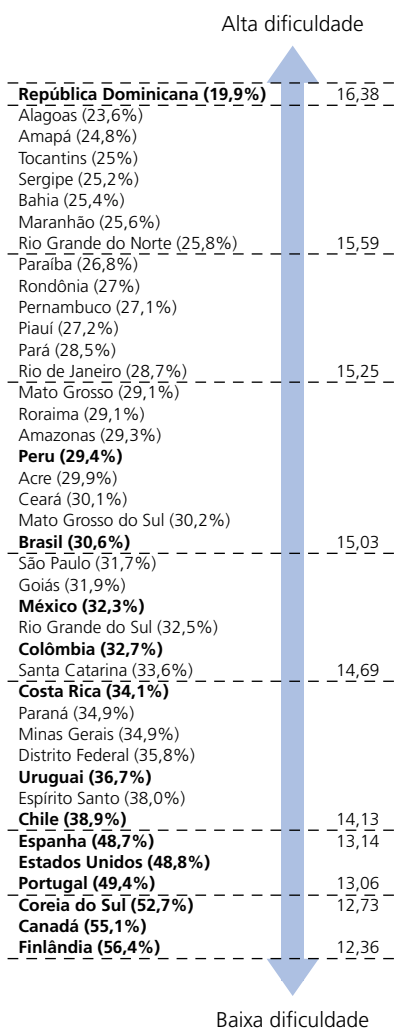 Alta dificuldade
República Dominicana (19,9%) 16,38
Alagoas (23,6%)
Amapá (24,8%)
Tocantins (25%)
Sergipe (25,2%)
Bahia (25,4%)
Maranhão (25,6%)
Rio Grande do Norte (25,8%) 15,59
Paraíba (26,8%)
Rondônia (27%)
Pernambuco (27,1%)
Piauí (27,2%)
Pará (28,5%)
Rio de Janeiro (28,7%) 15,25
Mato Grosso (29,1%)
Roraima (29,1%)
Amazonas (29,3%)
Peru (29,4%)
Acre (29,9%)
Ceará (30,1%)
Mato Grosso do Sul (30,2%)
Brasil (30,6%) 15,03
São Paulo (31,7%)
Goiás (31,9%)
México (32,3%)
Rio Grande do Sul (32,5%)
Colômbia (32,7%)
Santa Catarina (33,6%) 14,69
Costa Rica (34,1%)
Paraná (34,9%)
Minas Gerais (34,9%)
Distrito Federal (35,8%)
Uruguai (36,7%)
Espírito Santo (38,0%)
Chile (38,9%) 14,13
Espanha (48,7%) 13,14
Estados Unidos (48,8%)
Portugal (49,4%) 13,06
Coreia do Sul (52,7%) 12,73
Canadá (55,1%)
Finlândia (56,4%) 12,36
Baixa dificuldade